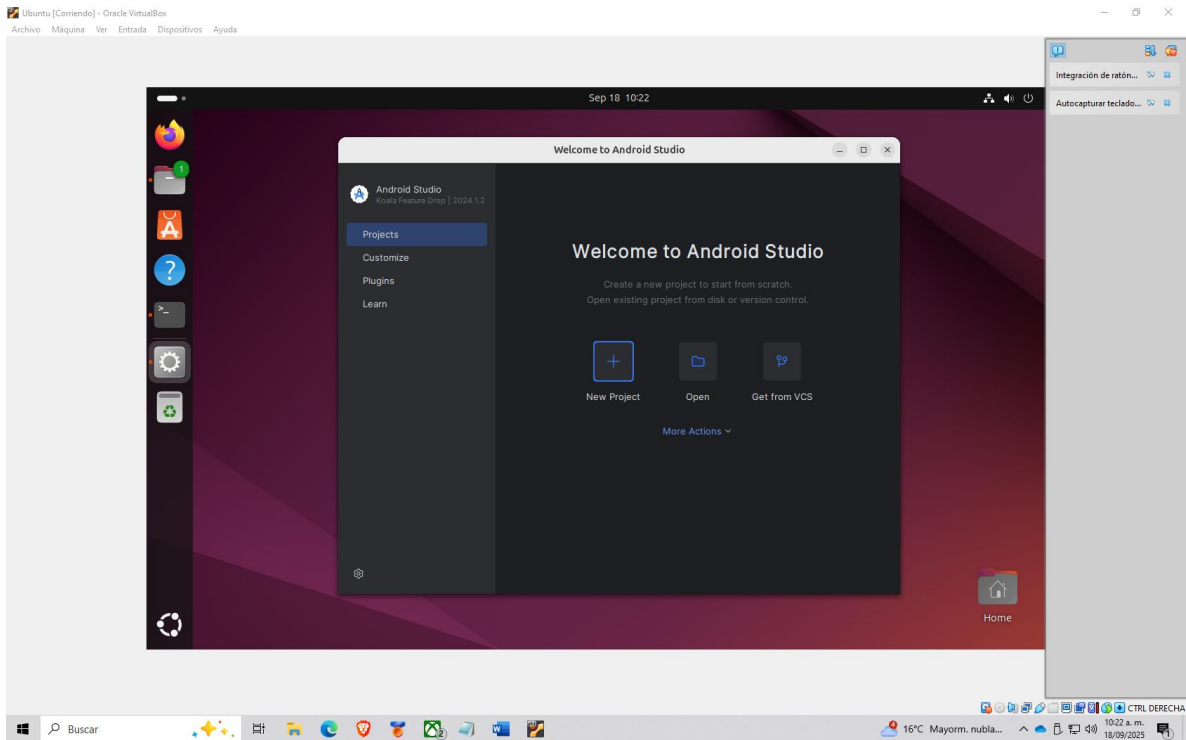 Ubuntu [Corriendo] - Oracle VirtualBox
Archivo Máquina Ver Entrada Dispositivos Ayuda
Integración de ratón...
Autocapturar teclado...
Sep 18 10:22
Welcome to Android Studio
1
Android Studio
Koala Feature Drop | 2024.1.2
Projects
Customize
Plugins
Learn
Welcome to Android Studio
Create a new project to start from scratch.
Open existing project from disk or version control.
New Project Open Get from VCS
More Actions
Home
CTRL DERECHA
Buscar
16°C Mayorm. nubla...
10:22 a. m.
18/09/2025